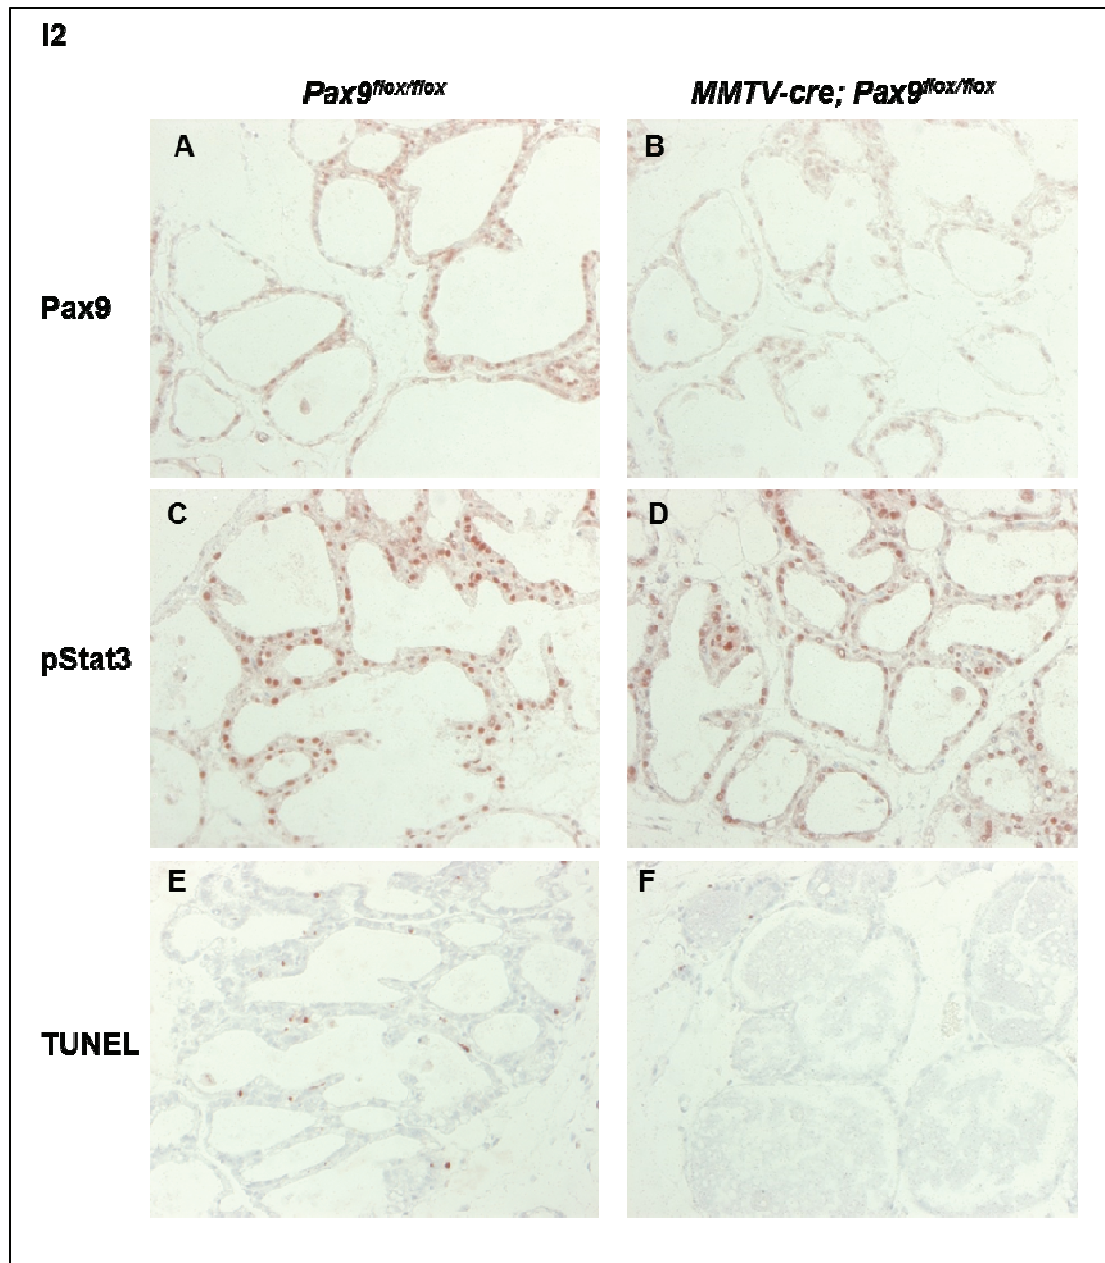 I2
Pax9flox/flox MMTV-cre; Pax9flox/flox
A B
Pax9
C D
pStat3
E F
TUNEL